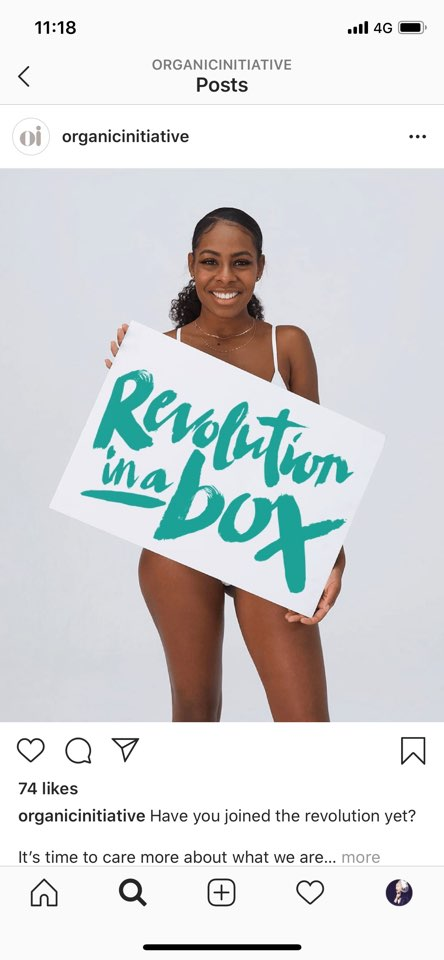 11:18
4G
ORGANICINITIATIVE
Posts
oi
organicinitiative
Revolution
in a
box
74 likes
organicinitiative Have you joined the revolution yet?
It’s time to care more about what we are... more